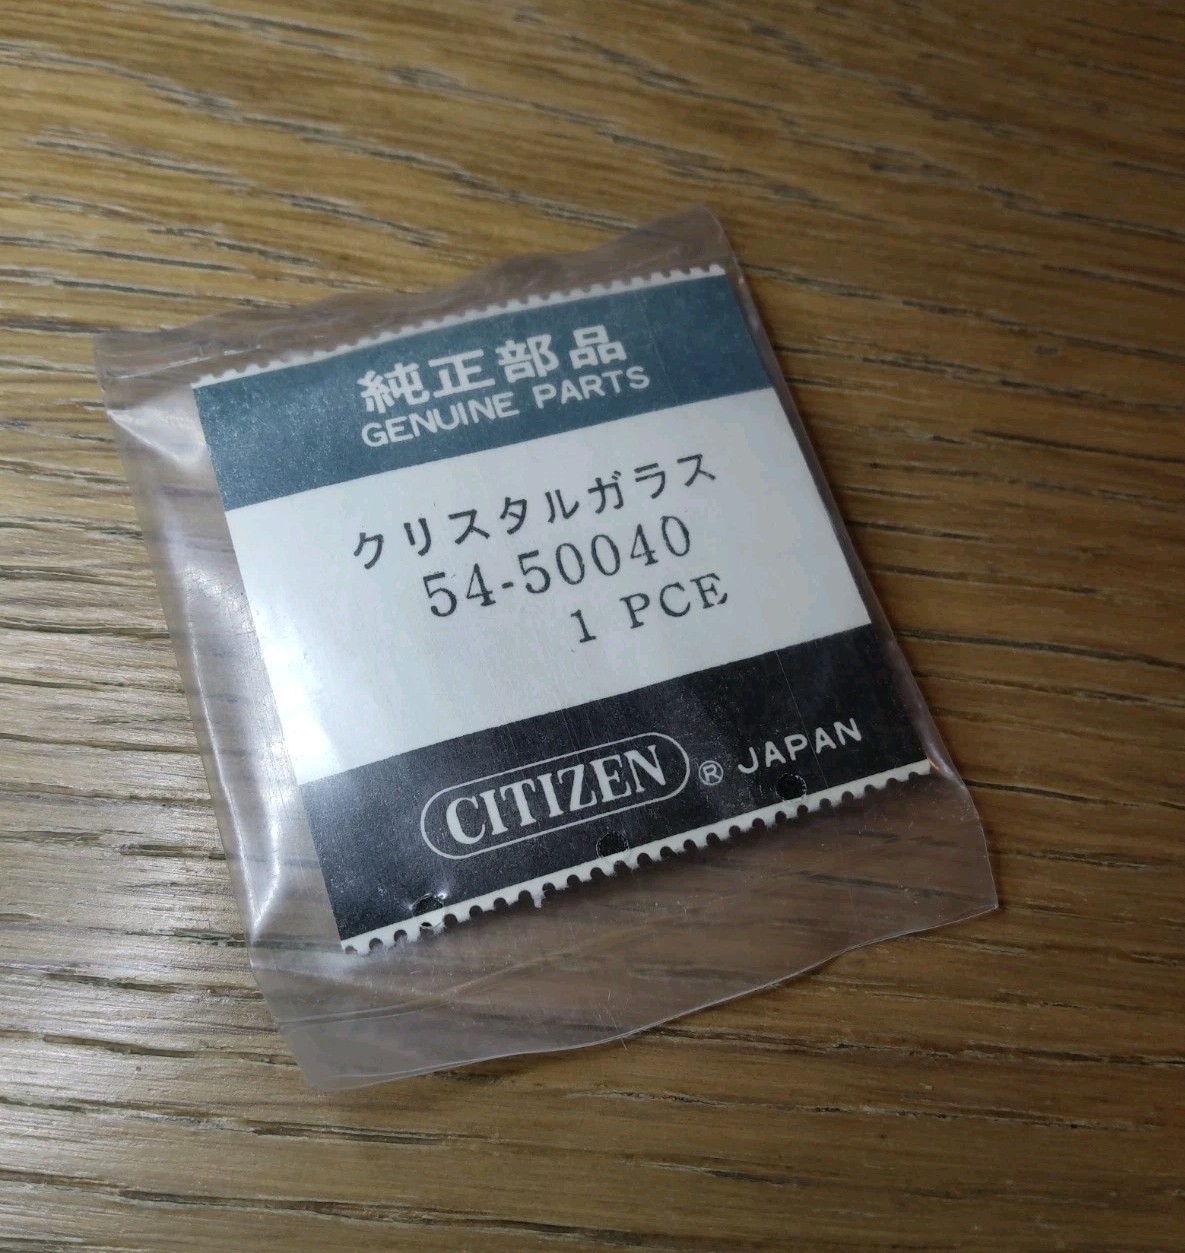 純正部品
GENUINE PARTS
クリスタルガラス
54-50040
1 PCE
CITIZEN ® JAPAN